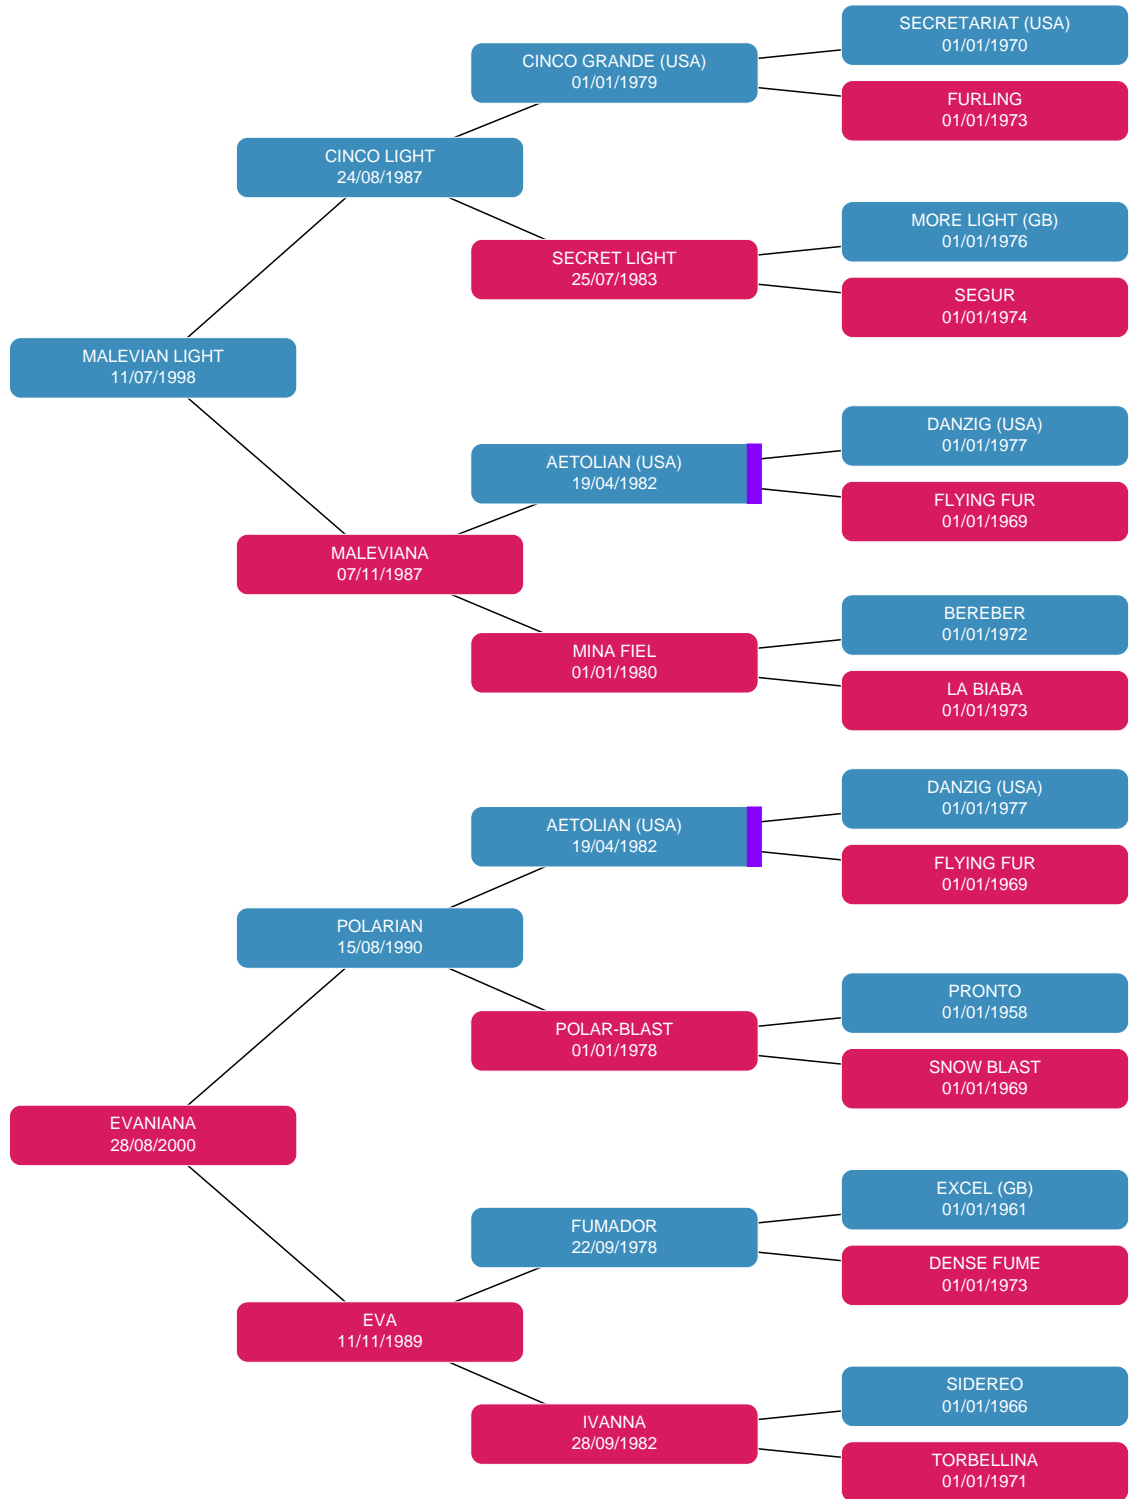 SECRETARIAT (USA)
01/01/1970
CINCO GRANDE (USA)
01/01/1979
FURLING
01/01/1973
CINCO LIGHT
24/08/1987
MORE LIGHT (GB)
01/01/1976
SECRET LIGHT
25/07/1983
SEGUR
01/01/1974
MALEVIAN LIGHT
11/07/1998
DANZIG (USA)
01/01/1977
AETOLIAN (USA)
19/04/1982
FLYING FUR
01/01/1969
MALEVIANA
07/11/1987
BEREBER
01/01/1972
MINA FIEL
01/01/1980
LA BIABA
01/01/1973
DANZIG (USA)
01/01/1977
AETOLIAN (USA)
19/04/1982
FLYING FUR
01/01/1969
POLARIAN
15/08/1990
PRONTO
01/01/1958
POLAR-BLAST
01/01/1978
SNOW BLAST
01/01/1969
EVANIANA
28/08/2000
EXCEL (GB)
01/01/1961
FUMADOR
22/09/1978
DENSE FUME
01/01/1973
EVA
11/11/1989
SIDEREO
01/01/1966
IVANNA
28/09/1982
TORBELLINA
01/01/1971